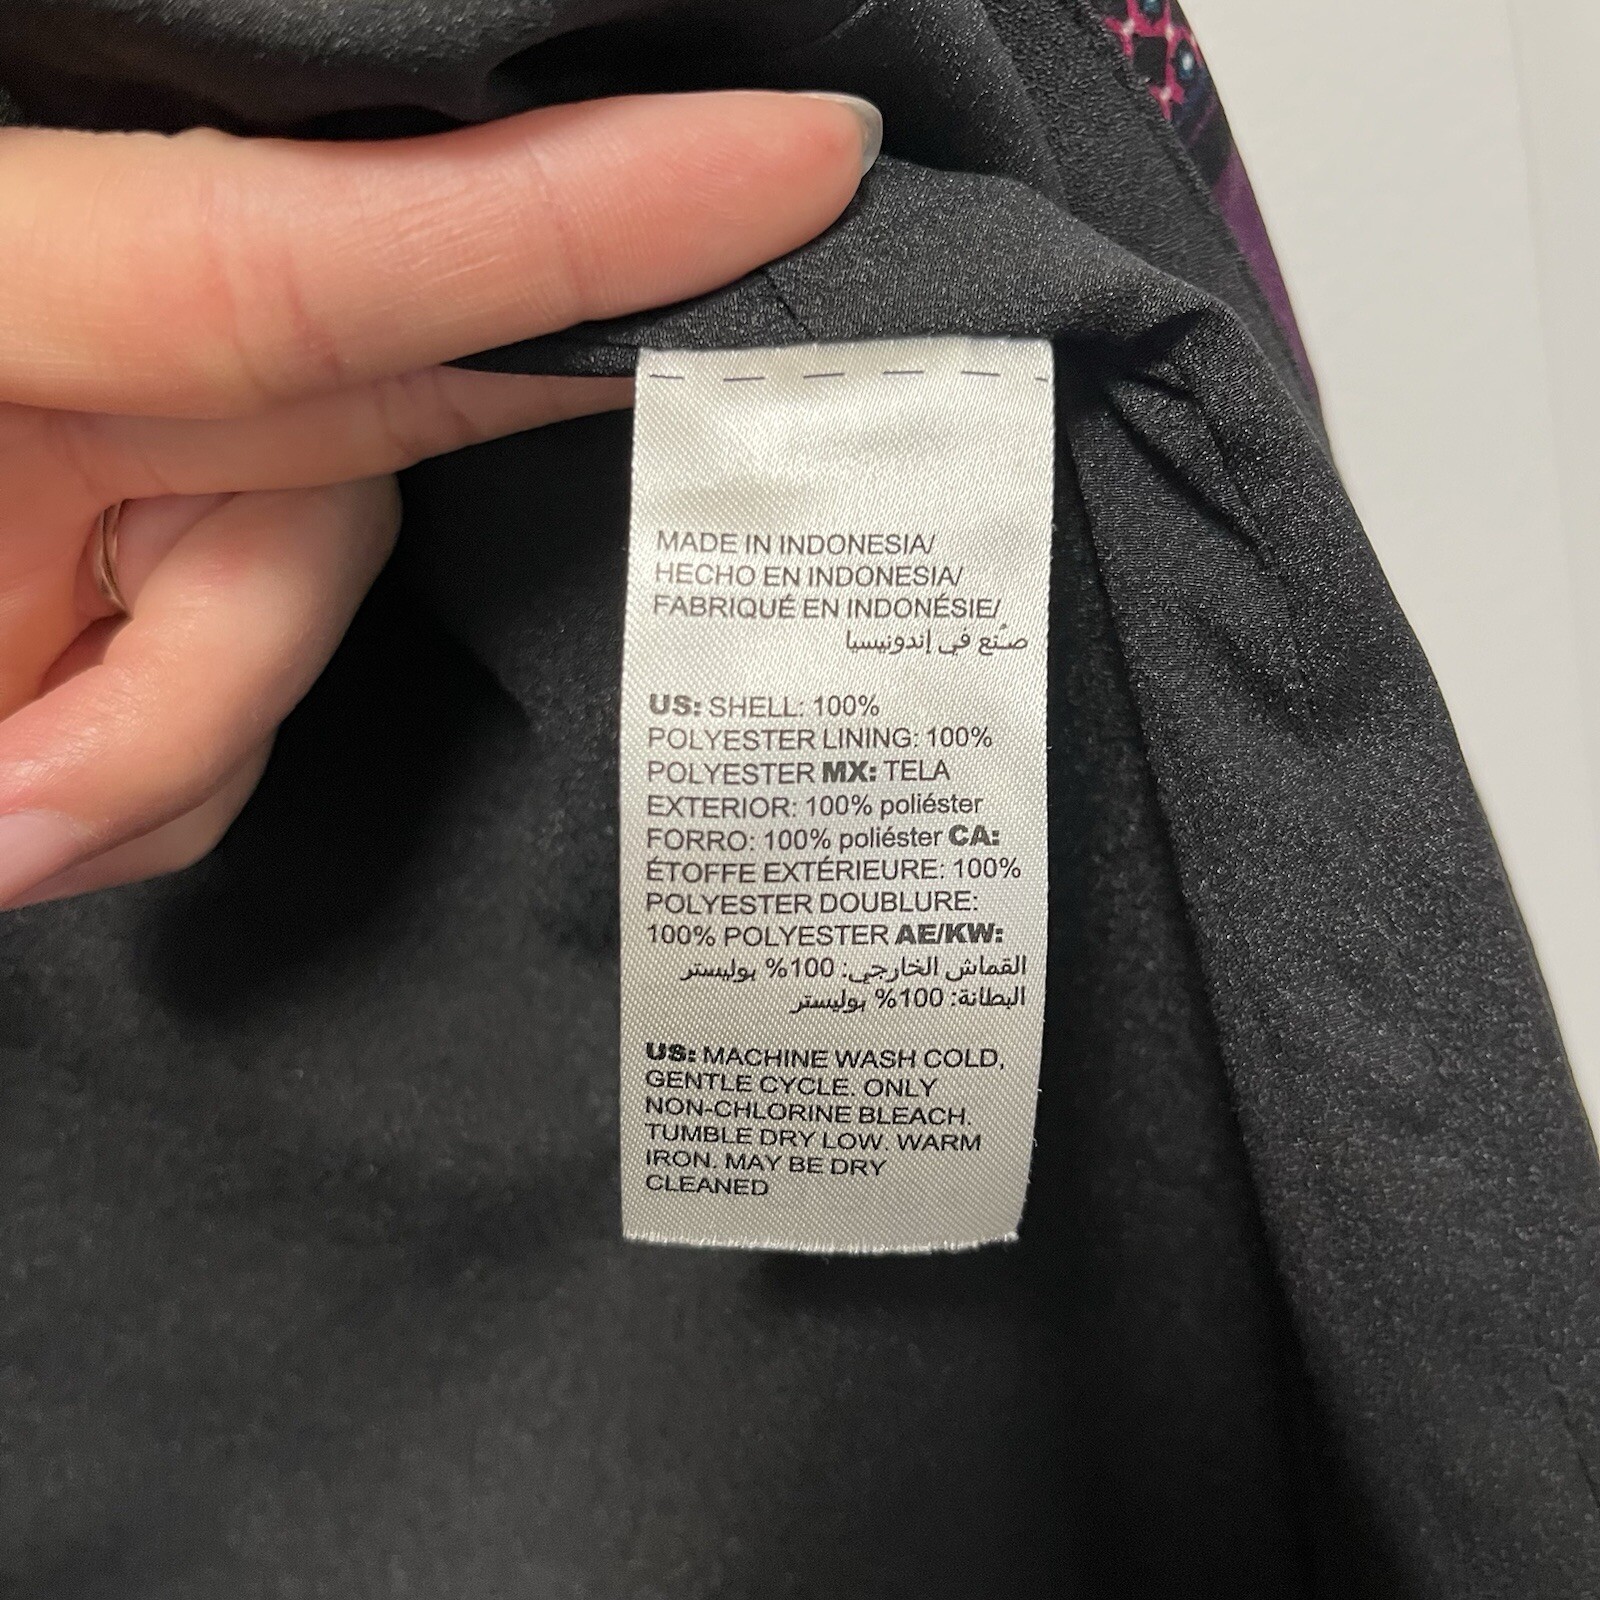 MADE IN INDONESIA/
HECHO EN INDONESIA/
FABRIQUÉ EN INDONÉSIE/
صُنع في إندونيسيا
US: SHELL: 100%
POLYESTER LINING: 100%
POLYESTER MX: TELA
EXTERIOR: 100% poliéster
FORRO: 100% poliéster CA:
ÉTOFFE EXTÉRIEURE: 100%
POLYESTER DOUBLURE:
100% POLYESTER AE/KW:
القماش الخارجي: 100% بوليستر
البطانة: 100% بوليستر
US: MACHINE WASH COLD,
GENTLE CYCLE. ONLY
NON-CHLORINE BLEACH.
TUMBLE DRY LOW. WARM
IRON. MAY BE DRY
CLEANED